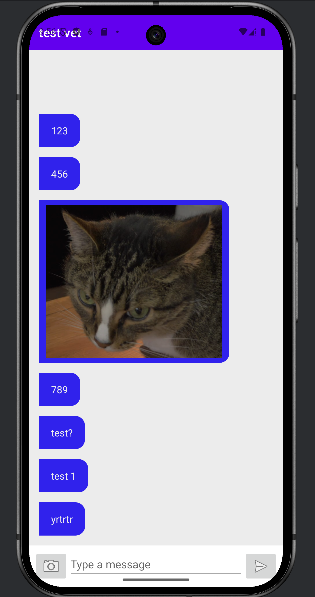 test vet
123
456
789
test?
test 1
yrtrtr
Type a message